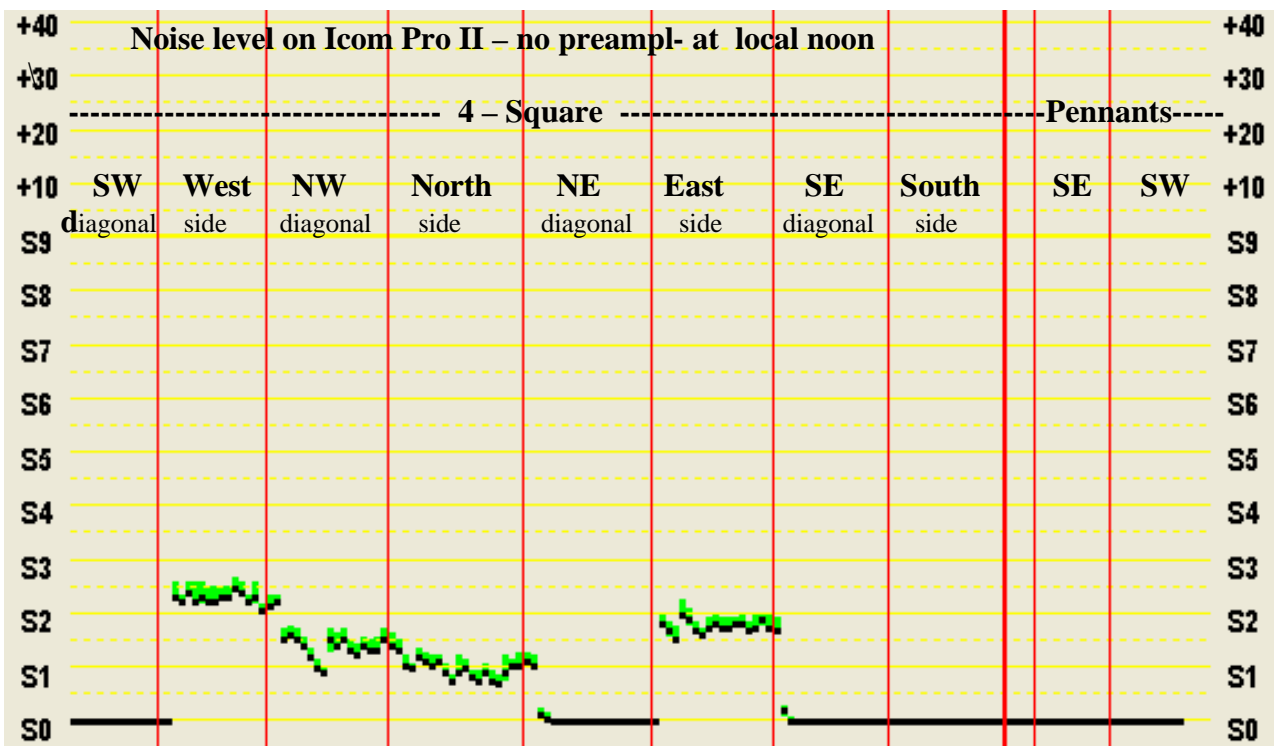 +40 +40
Noise level on Icom Pro II – no preampl- at local noon
+30 +30
4 – Square Pennants
+20 +20
+10 SW West NW North NE East SE South SE SW +10
diagonal side diagonal side diagonal side diagonal side
S9 S9
S8 S8
S7 S7
S6 S6
S5 S5
S4 S4
S3 S3
S2 S2
S1 S1
S0 S0